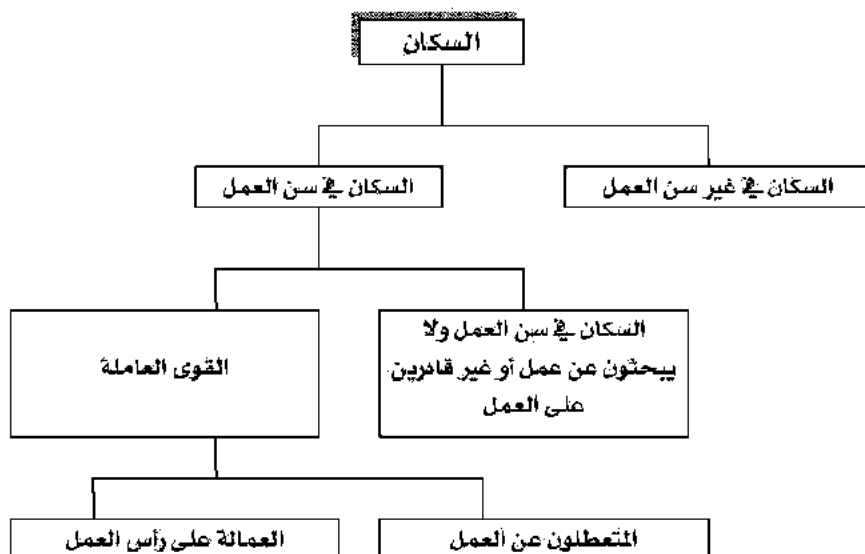 السكان
السكان في سن العمل
السكان في غير سن العمل
القوى العاملة
السكان في سن العمل ولا
يبحثون عن عمل أو غير قادرين
على العمل
العمالة على رأس العمل
المتعطلون عن العمل